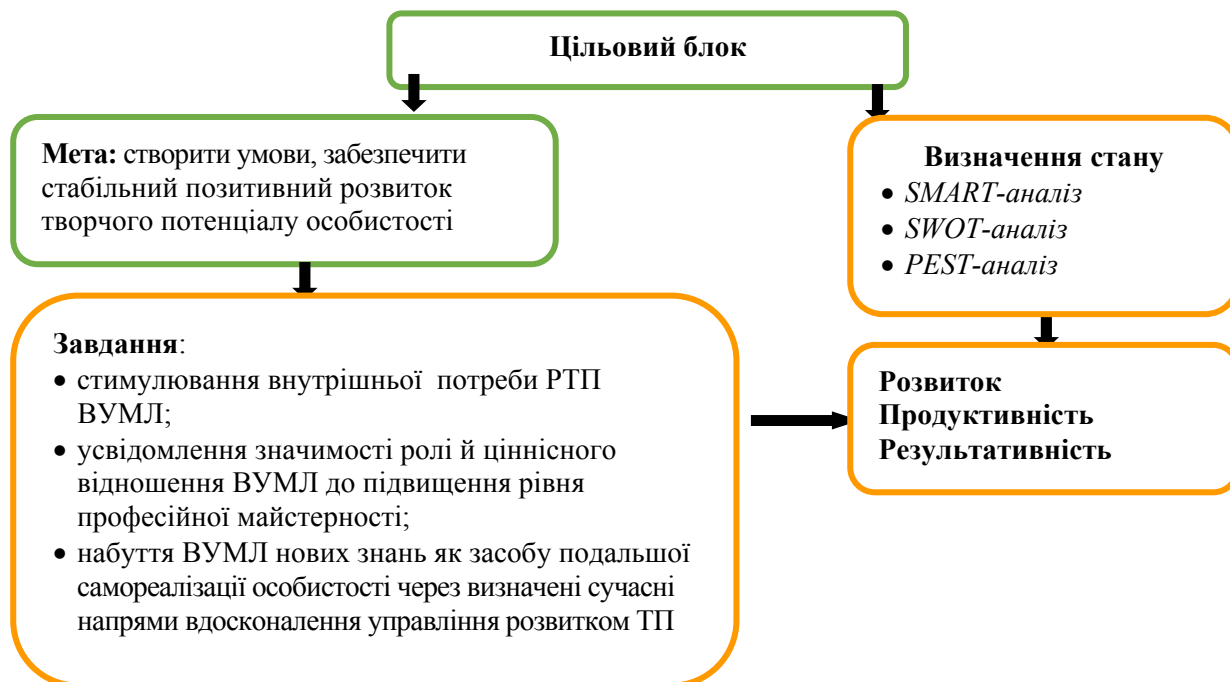 Цільовий блок
Мета: створити умови, забезпечити
стабільний позитивний розвиток
творчого потенціалу особистості
Визначення стану
• SMART-аналіз
• SWOT-аналіз
• PEST-аналіз
Завдання:
• стимулювання внутрішньої потреби РТП
ВУМЛ;
• усвідомлення значимості ролі й ціннісного
відношення ВУМЛ до підвищення рівня
професійної майстерності;
• набуття ВУМЛ нових знань як засобу подальшої
самореалізації особистості через визначені сучасні
напрями вдосконалення управління розвитком ТП
Розвиток
Продуктивність
Результативність